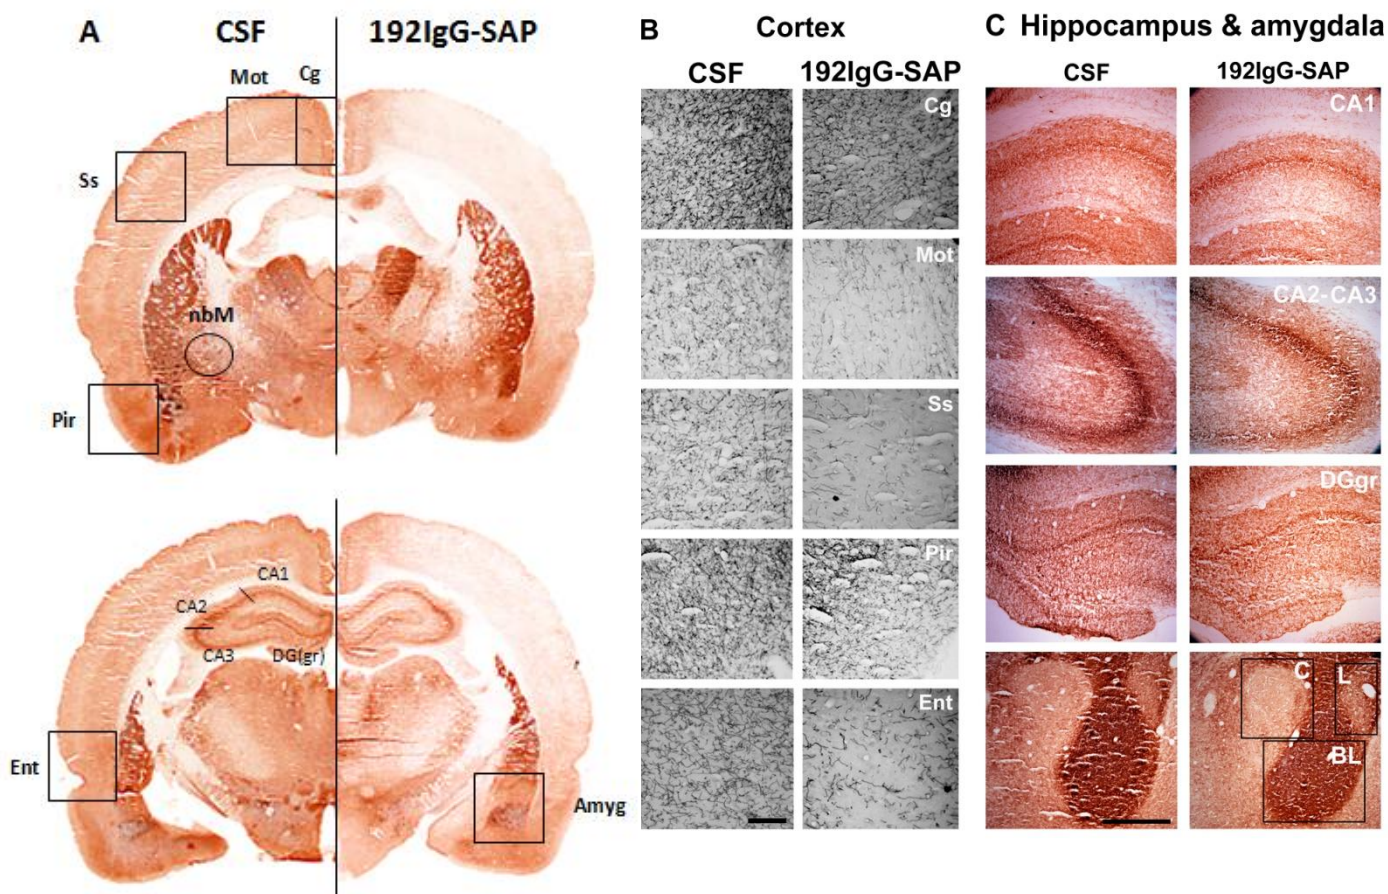 A CSF 192IgG-SAP
Mot Cg
Ss
nbM
Pir
CA1
CA2
CA3 DG(gr)
Ent
Amyg
B Cortex
CSF 192IgG-SAP
Cg
Mot
Ss
Pir
Ent
C Hippocampus & amygdala
CSF 192IgG-SAP
CA1
CA2-CA3
DGgr
C L
BL